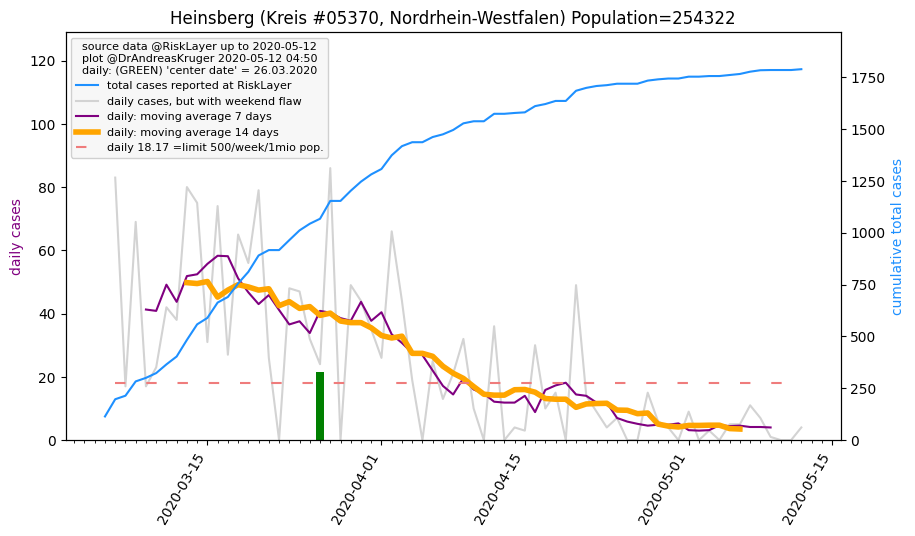 Heinsberg (Kreis #05370, Nordrhein-Westfalen) Population=254322
source data @RiskLayer up to 2020-05-12
plot @DrAndreasKruger 2020-05-12 04:50
daily: (GREEN) 'center date' = 26.03.2020
total cases reported at RiskLayer
daily cases, but with weekend flaw
daily: moving average 7 days
daily: moving average 14 days
daily 18.17 =limit 500/week/1mio pop.
daily cases
120
100
80
60
40
20
0
cumulative total cases
1750
1500
1250
1000
750
500
250
0
2020-03-15
2020-04-01
2020-04-15
2020-05-01
2020-05-15